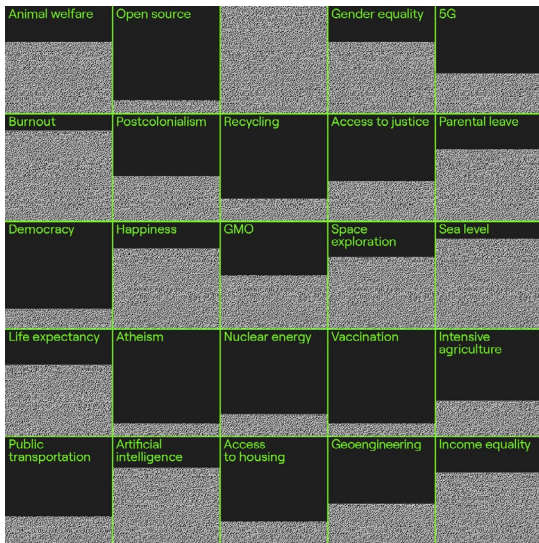 Animal welfare
Open source
Gender equality
5G
Burnout
Postcolonialism
Recycling
Access to justice
Parental leave
Democracy
Happiness
GMO
Space
exploration
Sea level
Life expectancy
Atheism
Nuclear energy
Vaccination
Intensive
agriculture
Public
transportation
Artificial
intelligence
Access
to housing
Geoengineering
Income equality